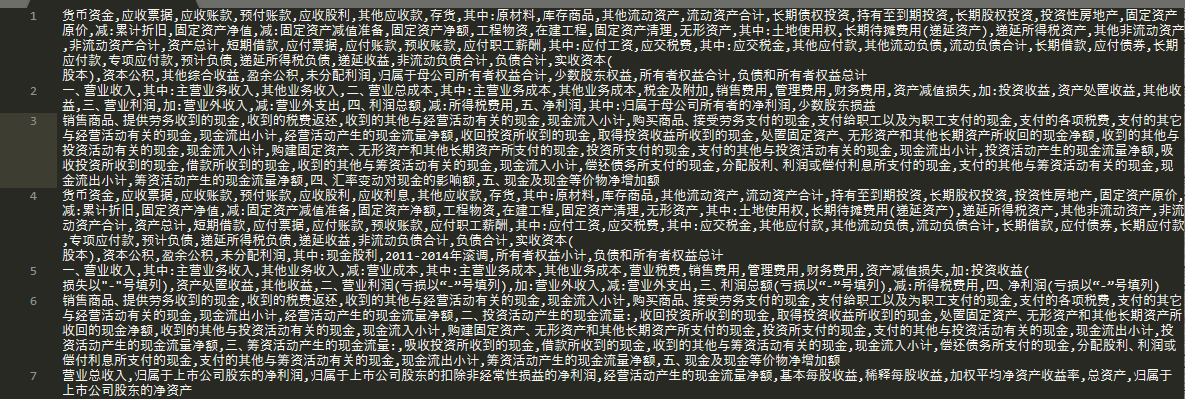 1 货币资金,应收票据,应收账款,预付账款,应收股利,其他应收款,存货,其中:原材料,库存商品,其他流动资产,流动资产合计,长期债权投资,持有至到期投资,长期股权投资,投资性房地产,固定资产
原价,减:累计折旧,固定资产净值,减:固定资产减值准备,固定资产净额,工程物资,在建工程,固定资产清理,无形资产,其中:土地使用权,长期待摊费用(递延资产),递延所得税资产,其他非流动资产
,非流动资产合计,资产总计,短期借款,应付票据,应付账款,预收账款,应付职工薪酬,其中:应付工资,应交税费,其中:应交税金,其他应付款,其他流动负债,流动负债合计,长期借款,应付债券,长期
应付款,专项应付款,预计负债,递延所得税负债,递延收益,非流动负债合计,负债合计,实收资本(
股本),资本公积,其他综合收益,盈余公积,未分配利润,归属于母公司所有者权益合计,少数股东权益,所有者权益合计,负债和所有者权益总计
2 一、营业收入,其中:主营业务收入,其他业务收入,二、营业总成本,其中:主营业务成本,其他业务成本,税金及附加,销售费用,管理费用,财务费用,资产减值损失,加:投资收益,资产处置收益,其他收
益,三、营业利润,加:营业外收入,减:营业外支出,四、利润总额,减:所得税费用,五、净利润,其中:归属于母公司所有者的净利润,少数股东损益
3 销售商品、提供劳务收到的现金,收到的税费返还,收到的其他与经营活动有关的现金,现金流入小计,购买商品、接受劳务支付的现金,支付给职工以及为职工支付的现金,支付的各项税费,支付的其它
与经营活动有关的现金,现金流出小计,经营活动产生的现金流量净额,收回投资所收到的现金,取得投资收益所收到的现金,处置固定资产、无形资产和其他长期资产所收回的现金净额,收到的其他与
投资活动有关的现金,现金流入小计,购建固定资产、无形资产和其他长期资产所支付的现金,投资所支付的现金,支付的其他与投资活动有关的现金,现金流出小计,投资活动产生的现金流量净额,吸
收投资所收到的现金,借款所收到的现金,收到的其他与筹资活动有关的现金,现金流入小计,偿还债务所支付的现金,分配股利、利润或偿付利息所支付的现金,支付的其他与筹资活动有关的现金,现
金流出小计,筹资活动产生的现金流量净额,四、汇率变动对现金的影响额,五、现金及现金等价物净增加额
4 货币资金,应收票据,应收账款,预付账款,应收股利,应收利息,其他应收款,存货,其中:原材料,库存商品,其他流动资产,流动资产合计,持有至到期投资,长期股权投资,投资性房地产,固定资产原价,
减:累计折旧,固定资产净值,减:固定资产减值准备,固定资产净额,工程物资,在建工程,固定资产清理,无形资产,其中:土地使用权,长期待摊费用(递延资产),递延所得税资产,其他非流动资产,非流
动资产合计,资产总计,短期借款,应付票据,应付账款,预收账款,应付职工薪酬,其中:应付工资,应交税费,其中:应交税金,其他应付款,其他流动负债,流动负债合计,长期借款,应付债券,长期应付款
,专项应付款,预计负债,递延所得税负债,递延收益,非流动负债合计,负债合计,实收资本(
股本),资本公积,盈余公积,未分配利润,其中:现金股利,2011-2014年滚调,所有者权益小计,负债和所有者权益总计
5 一、营业收入,其中:主营业务收入,其他业务收入,减:营业成本,其中:主营业务成本,其他业务成本,营业税费,销售费用,管理费用,财务费用,资产减值损失,加:投资收益(
损失以"-"号填列),资产处置收益,其他收益,二、营业利润(亏损以“-”号填列),加:营业外收入,减:营业外支出,三、利润总额(亏损以“-”号填列),减:所得税费用,四、净利润(亏损以“-”号填列)
6 销售商品、提供劳务收到的现金,收到的税费返还,收到的其他与经营活动有关的现金,现金流入小计,购买商品、接受劳务支付的现金,支付给职工以及为职工支付的现金,支付的各项税费,支付的其它
与经营活动有关的现金,现金流出小计,经营活动产生的现金流量净额,二、投资活动产生的现金流量:,收回投资所收到的现金,取得投资收益所收到的现金,处置固定资产、无形资产和其他长期资产所
收回的现金净额,收到的其他与投资活动有关的现金,现金流入小计,购建固定资产、无形资产和其他长期资产所支付的现金,投资所支付的现金,支付的其他与投资活动有关的现金,现金流出小计,投
资活动产生的现金流量净额,三、筹资活动产生的现金流量:,吸收投资所收到的现金,借款所收到的现金,收到的其他与筹资活动有关的现金,现金流入小计,偿还债务所支付的现金,分配股利、利润或
偿付利息所支付的现金,支付的其他与筹资活动有关的现金,现金流出小计,筹资活动产生的现金流量净额,五、现金及现金等价物净增加额
7 营业总收入,归属于上市公司股东的净利润,归属于上市公司股东的扣除非经常性损益的净利润,经营活动产生的现金流量净额,基本每股收益,稀释每股收益,加权平均净资产收益率,总资产,归属于
上市公司股东的净资产